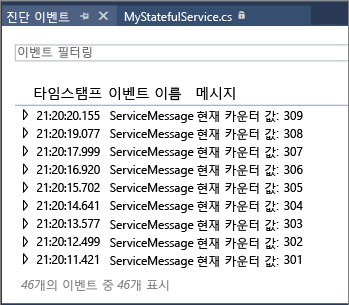 진단 이벤트 MyStatefulService.cs
이벤트 필터링
타임스탬프 이벤트 이름 메시지
21:20:20.155 ServiceMessage 현재 카운터 값: 309
21:20:19.077 ServiceMessage 현재 카운터 값: 308
21:20:17.999 ServiceMessage 현재 카운터 값: 307
21:20:16.920 ServiceMessage 현재 카운터 값: 306
21:20:15.702 ServiceMessage 현재 카운터 값: 305
21:20:14.641 ServiceMessage 현재 카운터 값: 304
21:20:13.577 ServiceMessage 현재 카운터 값: 303
21:20:12.499 ServiceMessage 현재 카운터 값: 302
21:20:11.421 ServiceMessage 현재 카운터 값: 301
46개의 이벤트 중 46개 표시